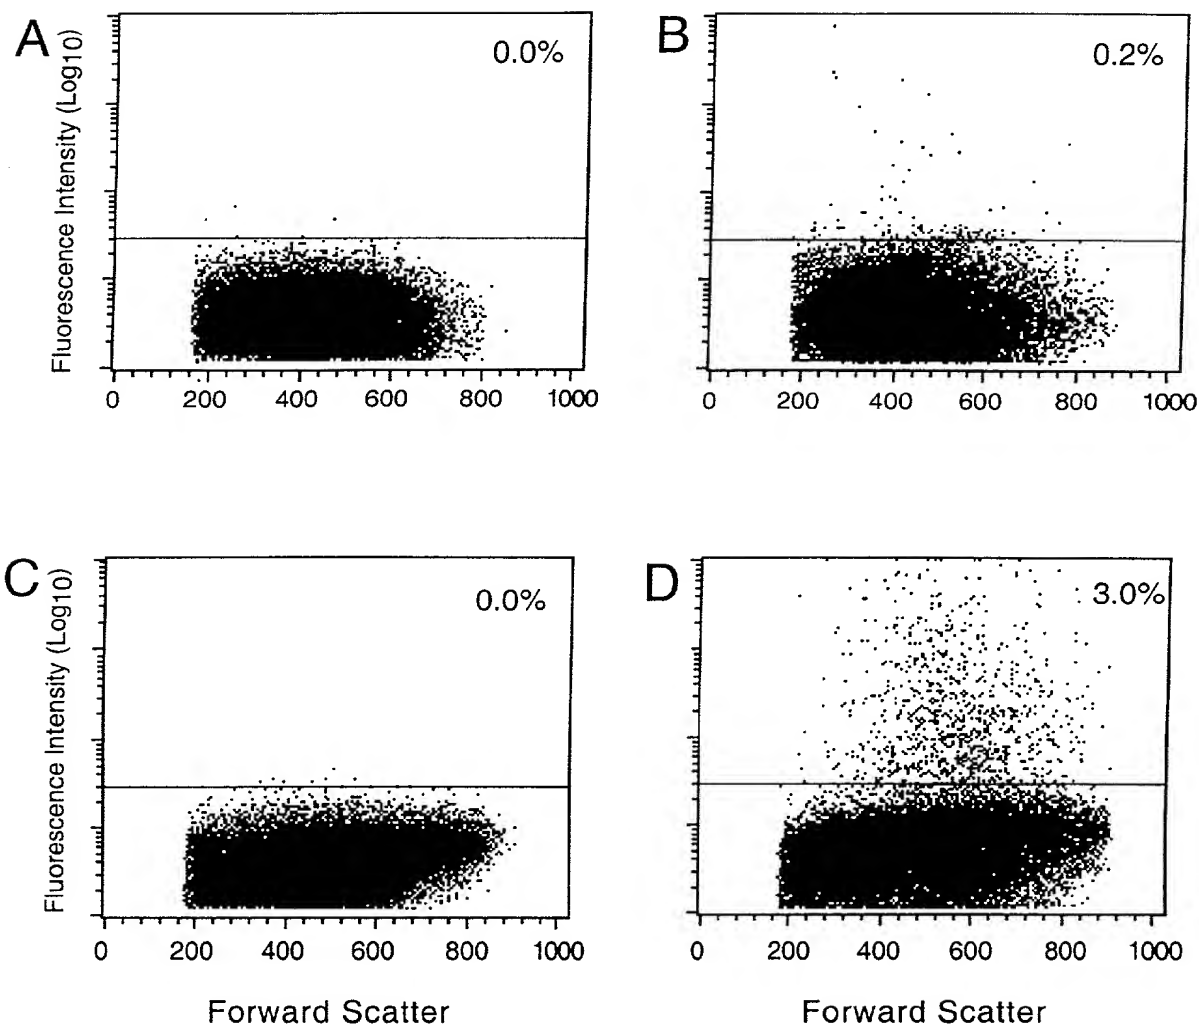 A
Fluorescence Intensity (Log10)
0.0%
0 200 400 600 800 1000
B
0.2%
0 200 400 600 800 1000
C
Fluorescence Intensity (Log10)
0.0%
0 200 400 600 800 1000
Forward Scatter
D
3.0%
0 200 400 600 800 1000
Forward Scatter